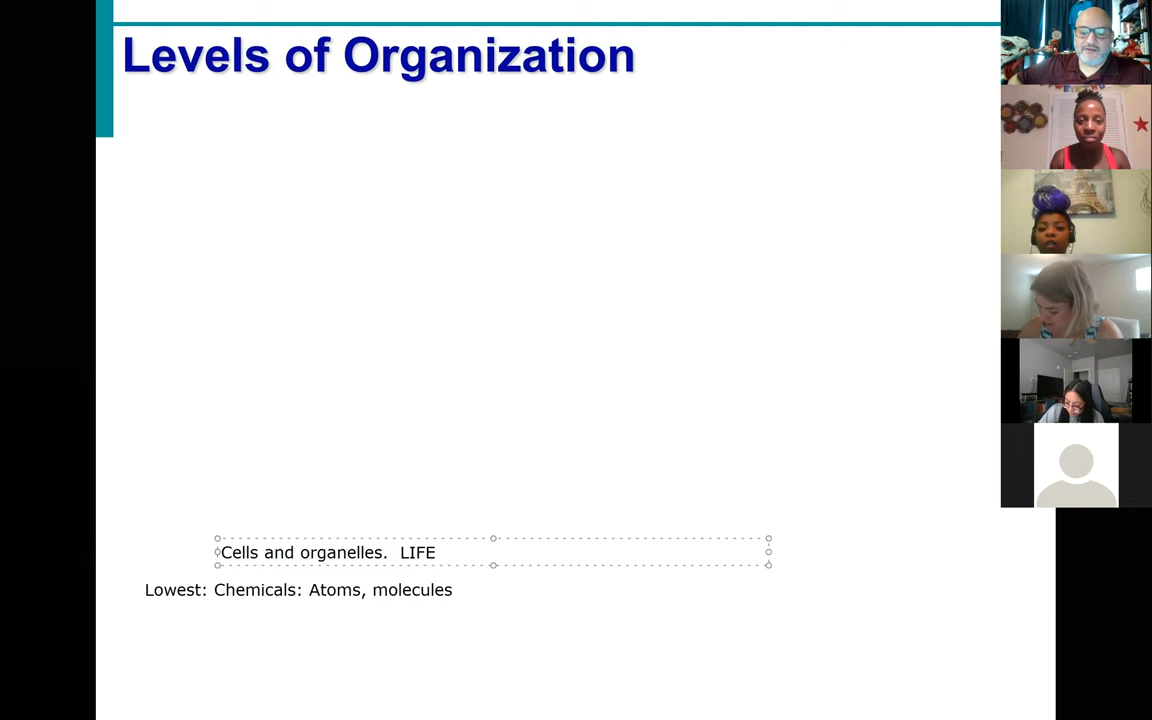 Levels of Organization
Cells and organelles.  LIFE
Lowest: Chemicals: Atoms, molecules